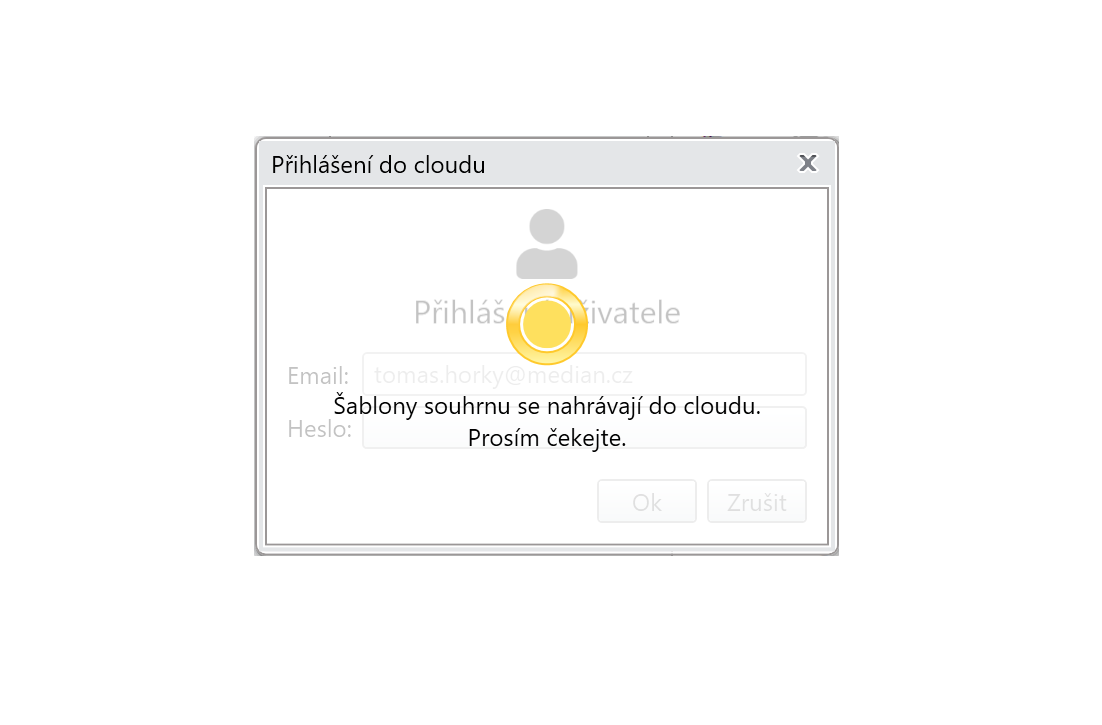 Přihlášení do cloudu
Email:
tomas.horky@median.cz
Šablony souhrnu se nahrávají do cloudu.
Heslo:
Prosím čekejte.
Ok
Zrušit